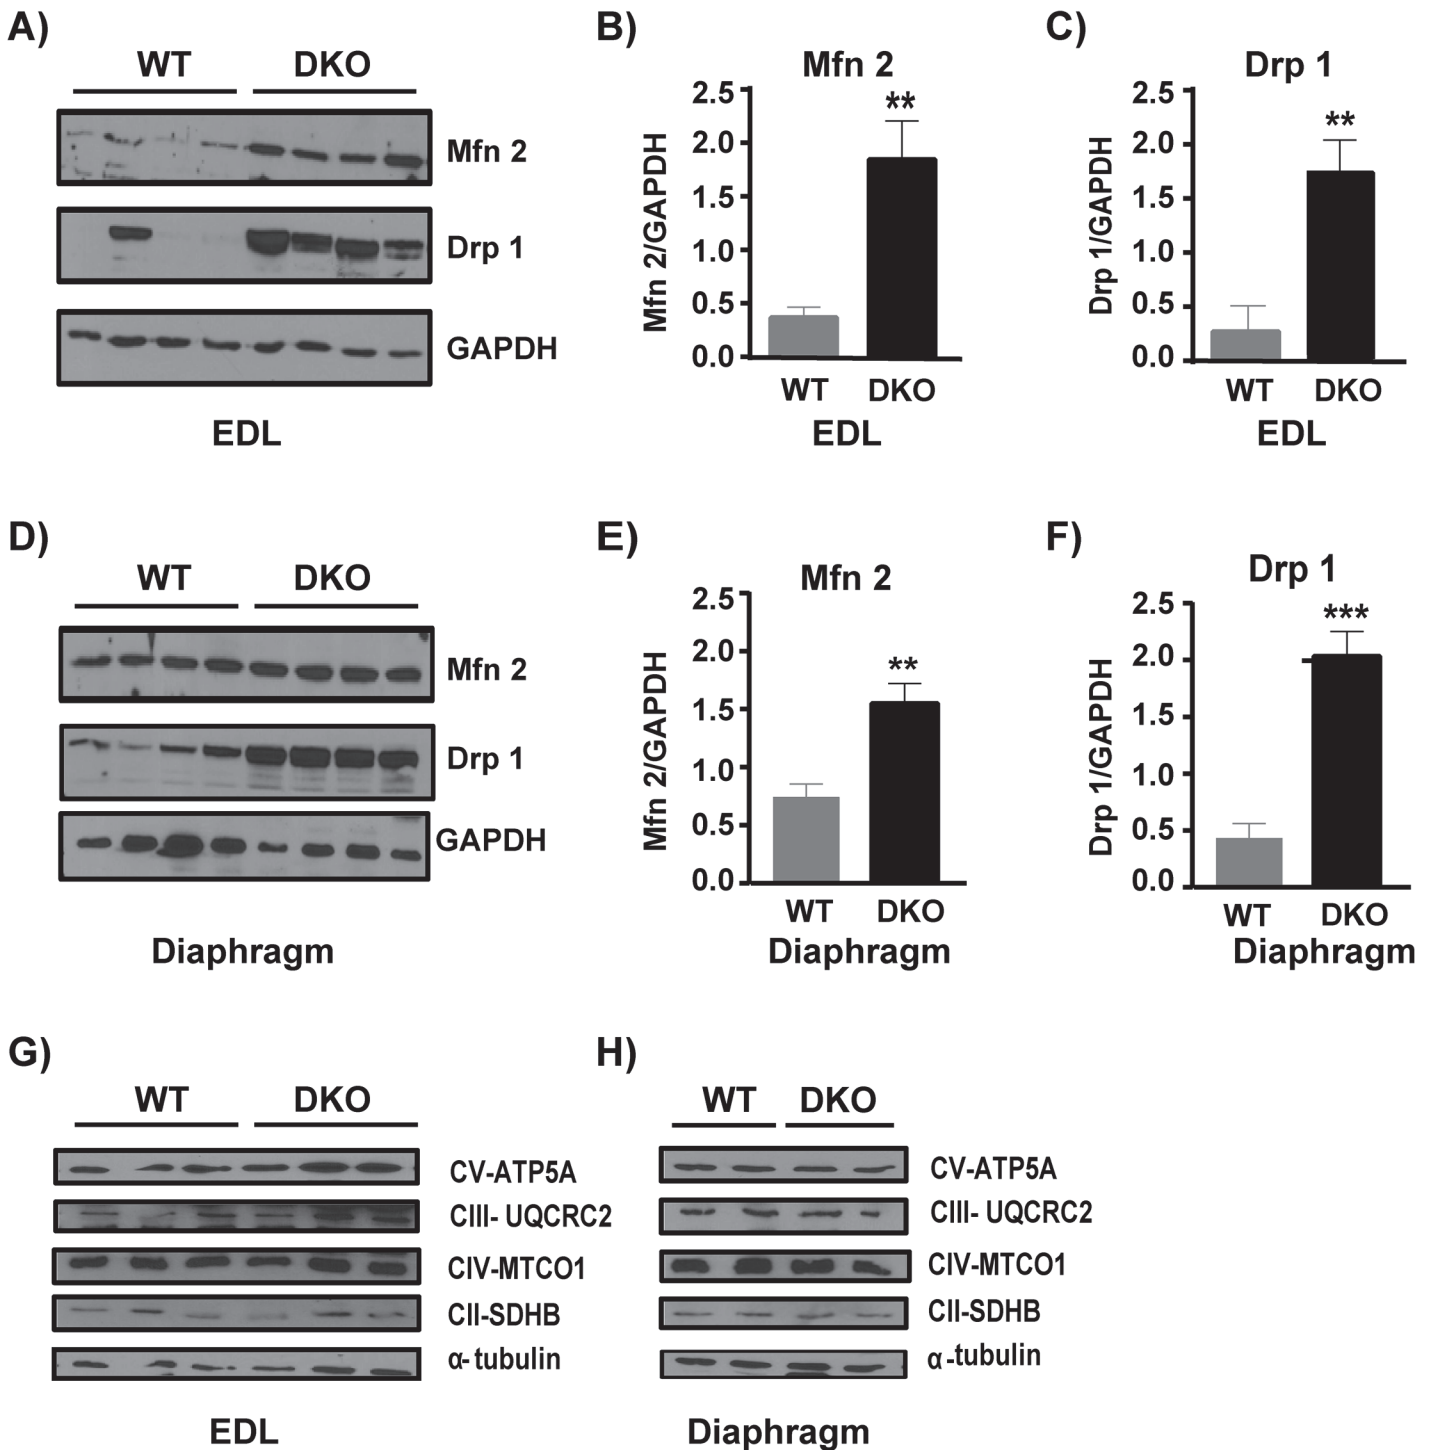 A)
WT DKO
Mfn 2
Drp 1
GAPDH
EDL
B)
Mfn 2
**
Mfn 2/GAPDH
2.5
2.0
1.5
1.0
0.5
0.0
WT DKO
EDL
C)
Drp 1
**
Drp 1/GAPDH
2.5
2.0
1.5
1.0
0.5
0.0
WT DKO
EDL
D)
WT DKO
Mfn 2
Drp 1
GAPDH
Diaphragm
E)
Mfn 2
**
Mfn 2/GAPDH
2.5
2.0
1.5
1.0
0.5
0.0
WT DKO
Diaphragm
F)
Drp 1
***
Drp 1/GAPDH
2.5
2.0
1.5
1.0
0.5
0.0
WT DKO
Diaphragm
G)
WT DKO
CV-ATP5A
CIII- UQCRC2
CIV-MTCO1
CII-SDHB
α- tubulin
EDL
H)
WT DKO
CV-ATP5A
CIII- UQCRC2
CIV-MTCO1
CII-SDHB
α -tubulin
Diaphragm